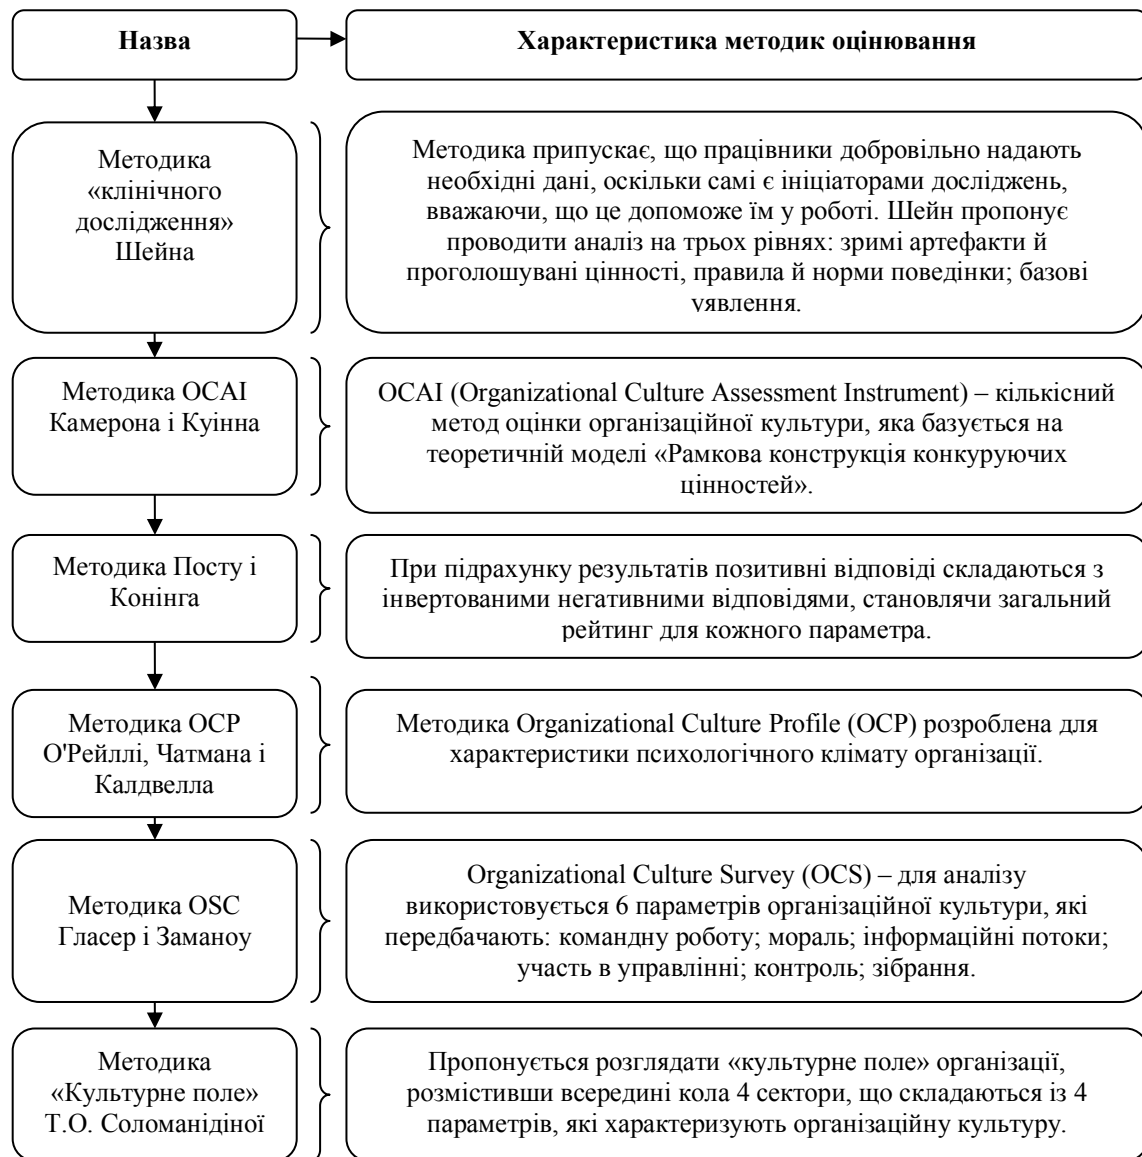 Назва
Характеристика методик оцінювання
Методика
«клінічного
дослідження»
Шейна
Методика припускає, що працівники добровільно надають
необхідні дані, оскільки самі є ініціаторами досліджень,
вважаючи, що це допоможе їм у роботі. Шейн пропонує
проводити аналіз на трьох рівнях: зримі артефакти й
проголошувані цінності, правила й норми поведінки; базові
уявлення.
Методика OCAI
Камерона і Куінна
OCAI (Organizational Culture Assessment Instrument) – кількісний
метод оцінки організаційної культури, яка базується на
теоретичній моделі «Рамкова конструкція конкуруючих
цінностей».
Методика Посту і
Конінга
При підрахунку результатів позитивні відповіді складаються з
інвертованими негативними відповідями, становлячи загальний
рейтинг для кожного параметра.
Методика OCP
О'Рейллі, Чатмана і
Калдвелла
Методика Organizational Culture Profile (OCP) розроблена для
характеристики психологічного клімату організації.
Методика OSC
Гласер і Заманоу
Organizational Culture Survey (OCS) – для аналізу
використовується 6 параметрів організаційної культури, які
передбачають: командну роботу; мораль; інформаційні потоки;
участь в управлінні; контроль; зібрання.
Методика
«Культурне поле»
Т.О. Соломанідіної
Пропонується розглядати «культурне поле» організації,
розмістивши всередині кола 4 сектори, що складаються із 4
параметрів, які характеризують організаційну культуру.